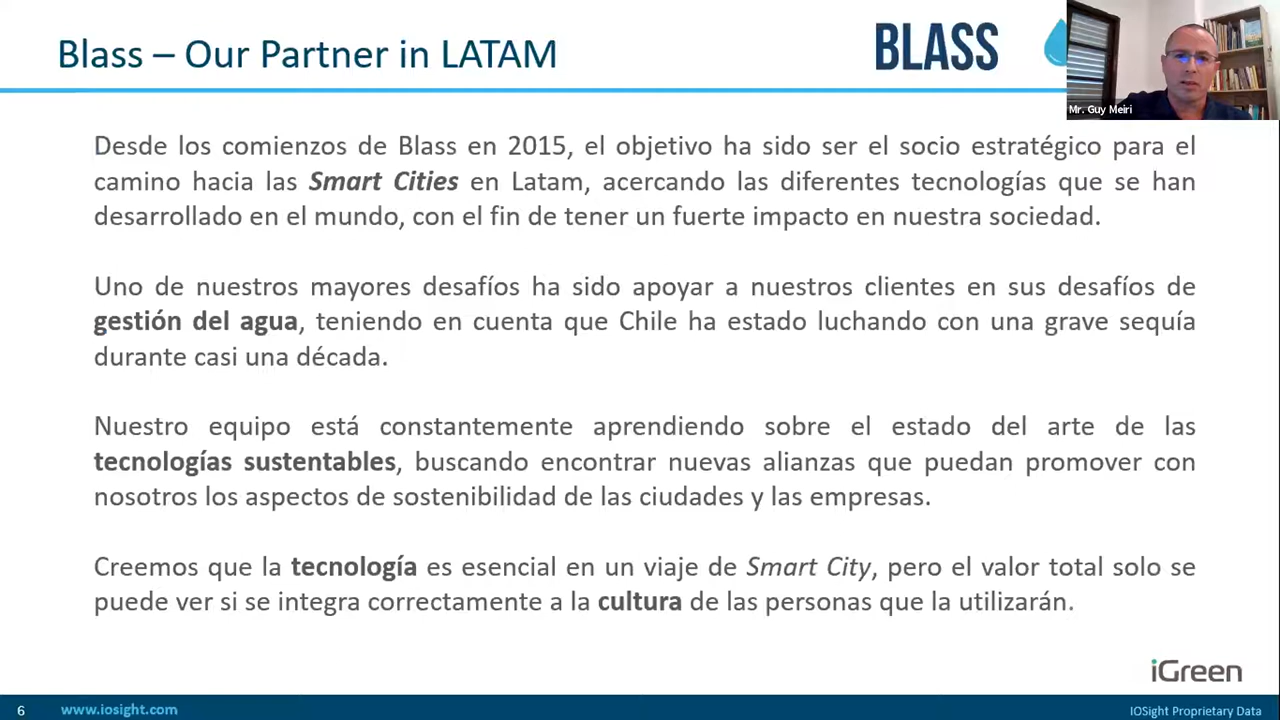 Blass – Our Partner in LATAM
BLASS
Mr. Guy Meiri
Desde los comienzos de Blass en 2015, el objetivo ha sido ser el socio estratégico para el
camino hacia las Smart Cities en Latam, acercando las diferentes tecnologías que se han
desarrollado en el mundo, con el fin de tener un fuerte impacto en nuestra sociedad.
Uno de nuestros mayores desafíos ha sido apoyar a nuestros clientes en sus desafíos de
gestión del agua, teniendo en cuenta que Chile ha estado luchando con una grave sequía
durante casi una década.
Nuestro equipo está constantemente aprendiendo sobre el estado del arte de las
tecnologías sustentables, buscando encontrar nuevas alianzas que puedan promover con
nosotros los aspectos de sostenibilidad de las ciudades y las empresas.
Creemos que la tecnología es esencial en un viaje de Smart City, pero el valor total solo se
puede ver si se integra correctamente a la cultura de las personas que la utilizarán.
iGreen
6 www.iosight.com
IOSight Proprietary Data